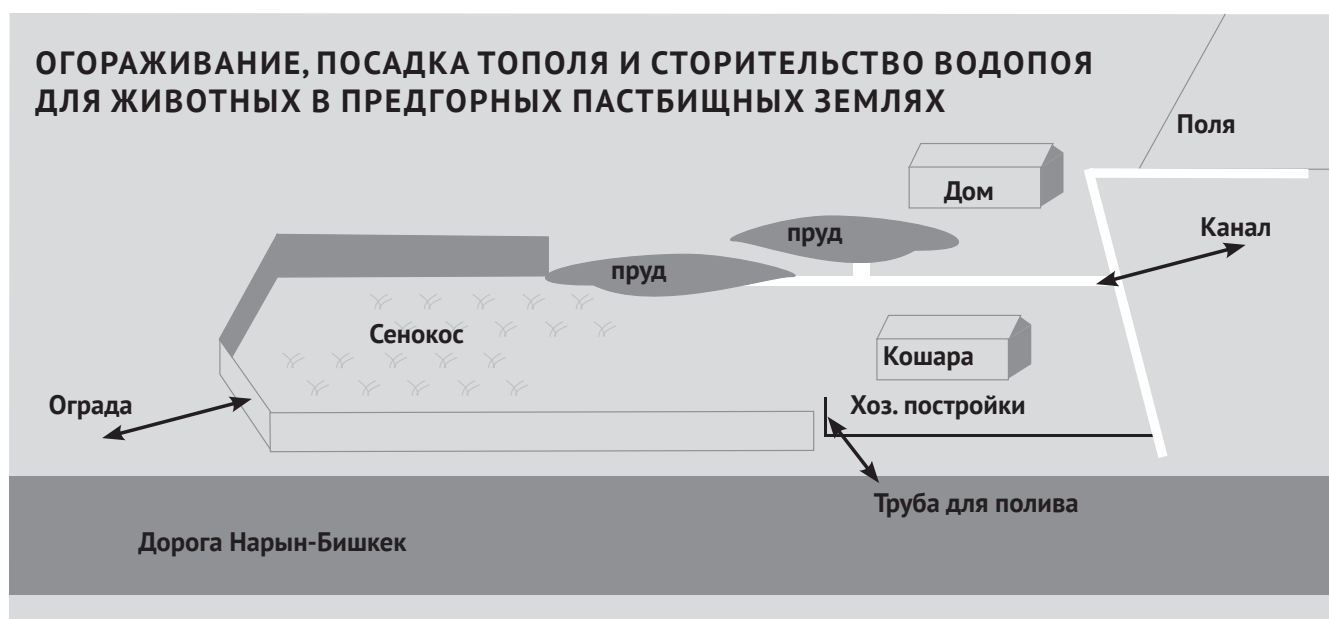 ОГОРАЖИВАНИЕ, ПОСАДКА ТОПОЛЯ И СТОРИТЕЛЬСТВО ВОДОПОЯ
ДЛЯ ЖИВОТНЫХ В ПРЕДГОРНЫХ ПАСТБИЩНЫХ ЗЕМЛЯХ
Поля
Дом
Канал
пруд
пруд
Сенокос
Кошара
Ограда
Хоз. постройки
Труба для полива
Дорога Нарын-Бишкек